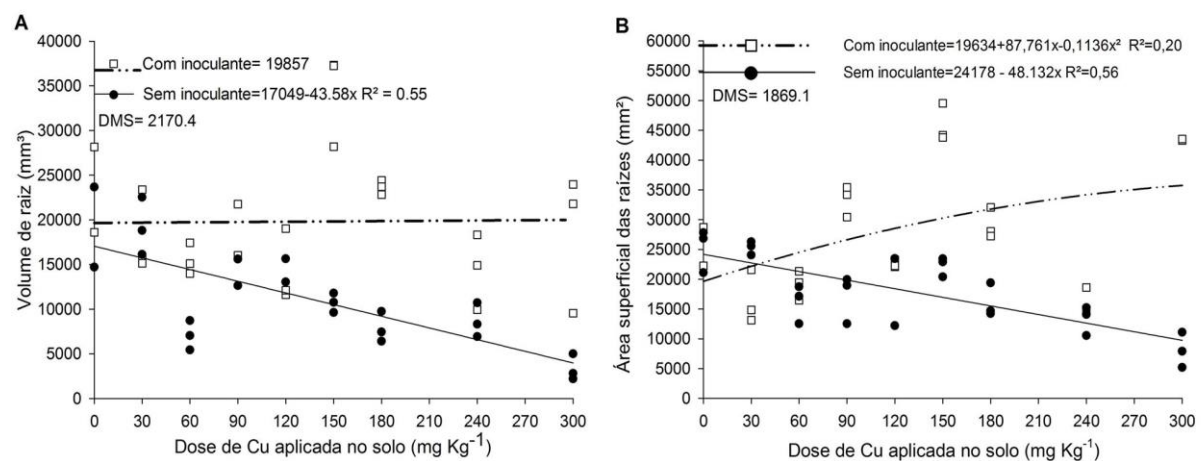 A
40000
35000
30000
25000
20000
15000
10000
5000
0
Volume de raiz (mm³)
Com inoculante= 19857
Sem inoculante=17049-43.58x R² = 0.55
DMS= 2170.4
0 30 60 90 120 150 180 210 240 270 300
Dose de Cu aplicada no solo (mg Kg⁻¹)
B
60000
55000
50000
45000
40000
35000
30000
25000
20000
15000
10000
5000
0
Área superficial das raízes (mm²)
Com inoculante=19634+87,761x-0,1136x² R²=0,20
Sem inoculante=24178 - 48.132x R²=0,56
DMS= 1869.1
0 30 60 90 120 150 180 210 240 270 300
Dose de Cu aplicada no solo (mg Kg⁻¹)